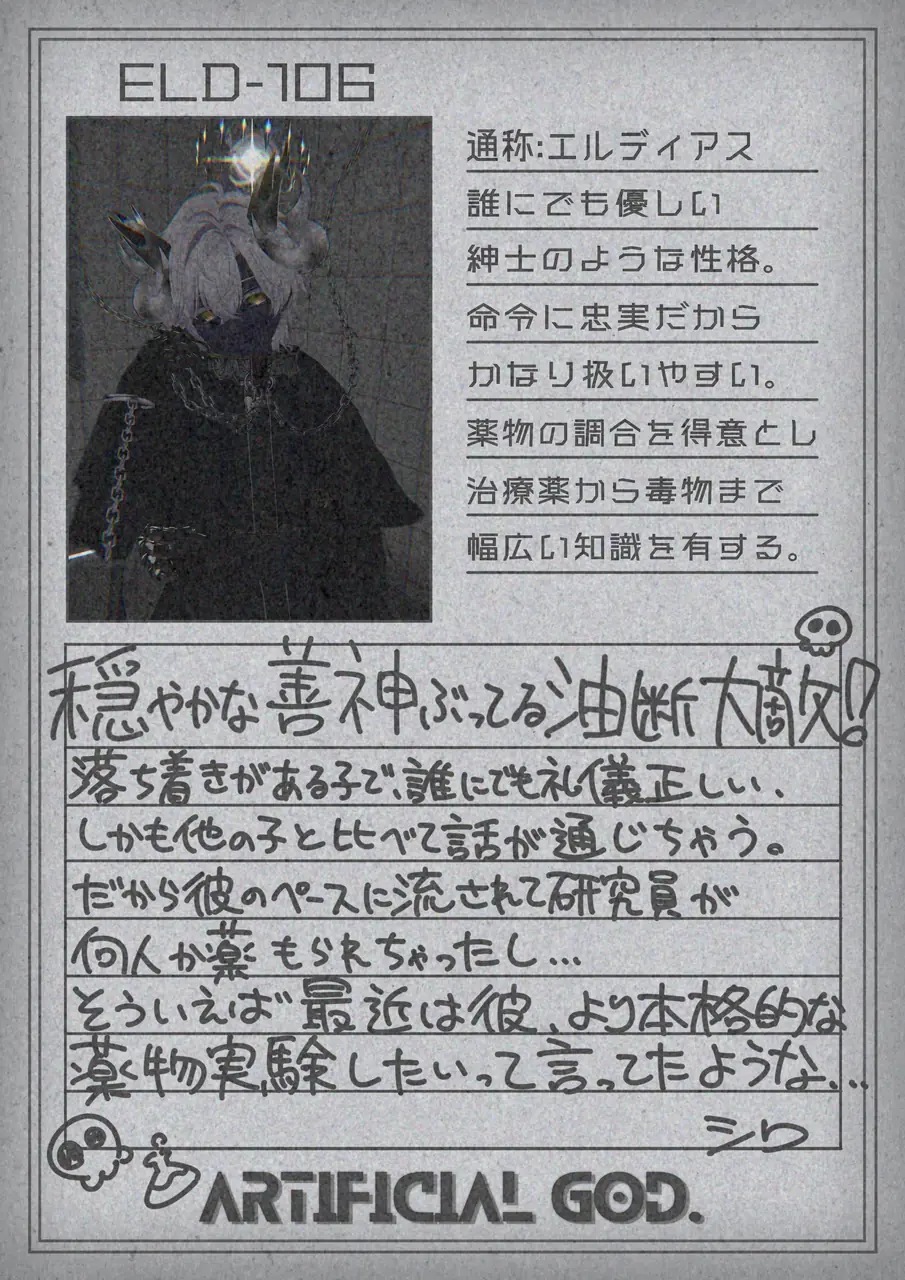 ELD-106
通称:エルディアス
誰にでも優しい
紳士のような性格。
命令に忠実だから
かなり扱いやすい。
薬物の調合を得意とし
治療薬から毒物まで
幅広い知識を有する。
穏やかな善神ぶってる油断大敵!!
落ち着きがある子で、誰にでも礼儀正しい、
しかも他の子と比べて話が通じちゃう。
だから彼のペースに流されて研究員が
何人か薬もられちゃったし...
そういえば最近は彼、より本格的な
薬物実験したいって言ってたような...
シロ
ARTIFICIAL GOD.